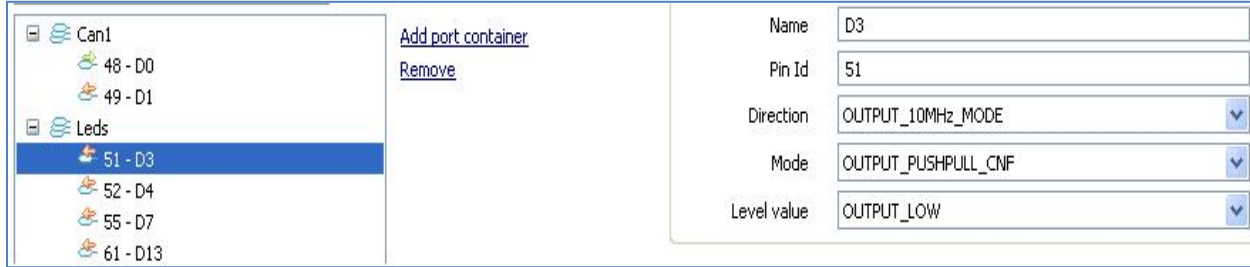 Can1
48 - D0
49 - D1
Leds
51 - D3
52 - D4
55 - D7
61 - D13
Add port container
Remove
Name D3
Pin Id 51
Direction OUTPUT_10MHz_MODE
Mode OUTPUT_PUSHPULL_CNF
Level value OUTPUT_LOW